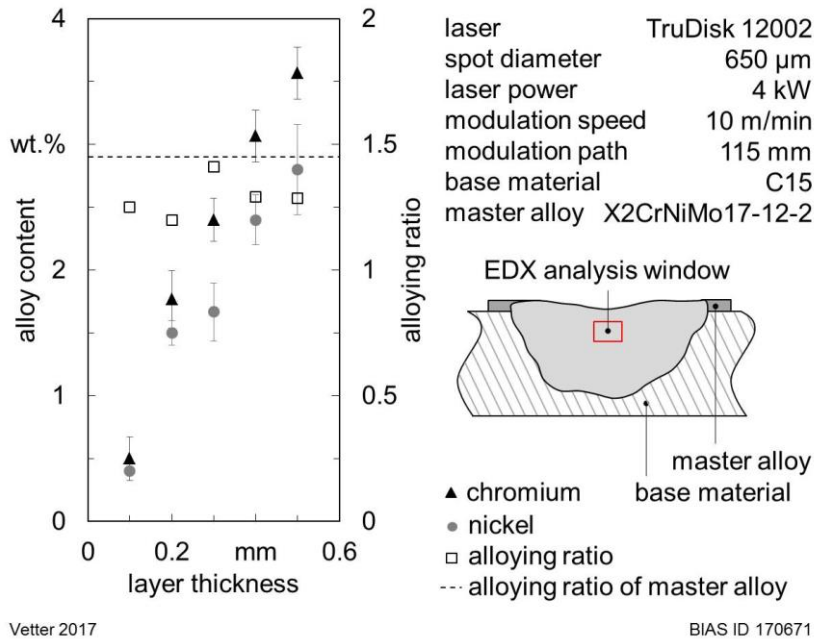 4
2
wt.%
1.5
3
alloy content
2
1
alloying ratio
1
0.5
0
0
0
0.2
mm
0.6
layer thickness
laser TruDisk 12002
spot diameter 650 µm
laser power 4 kW
modulation speed 10 m/min
modulation path 115 mm
base material C15
master alloy X2CrNiMo17-12-2
EDX analysis window
master alloy
base material
chromium
nickel
alloying ratio
alloying ratio of master alloy
Vetter 2017
BIAS ID 170671